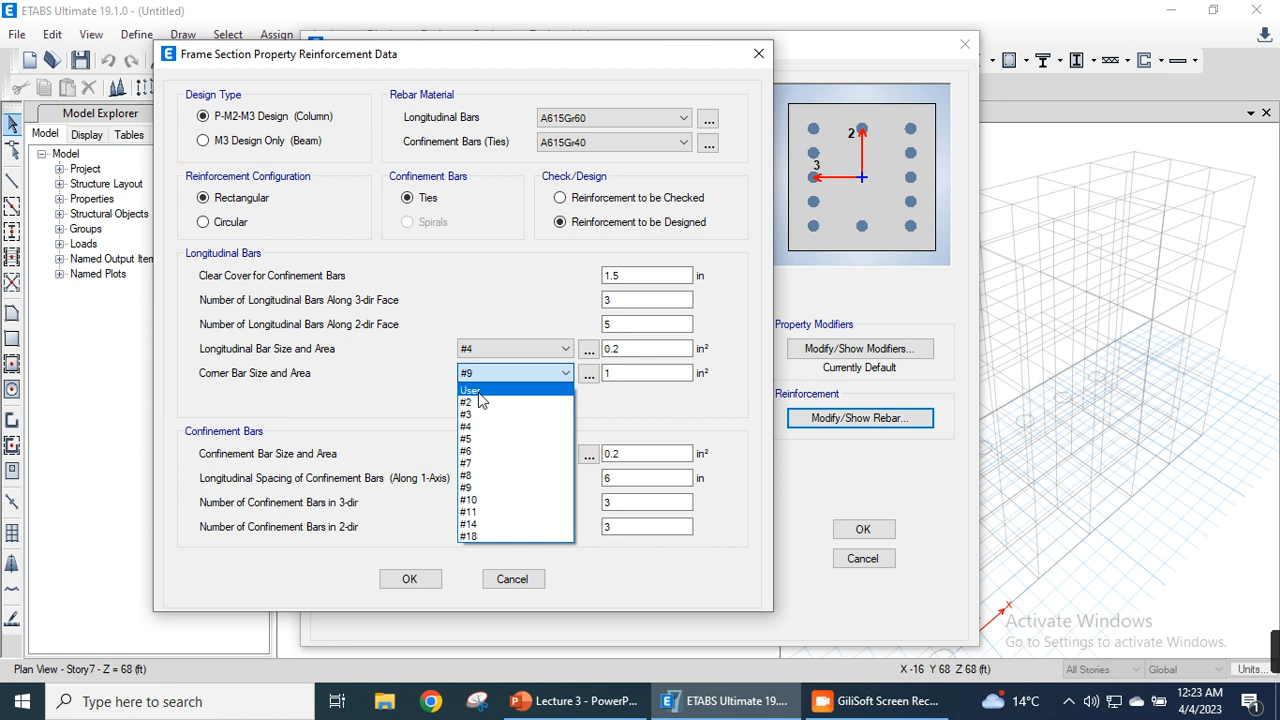 ETABS Ultimate 19.1.0 - (Untitled)
File Edit View Define Draw Select Assign
Frame Section Property Reinforcement Data
Model Explorer
Model Display Tables
Model
Project
Structure Layout
Properties
Structural Objects
Groups
Loads
Named Output Item
Named Plots
Design Type
P-M2-M3 Design (Column)
M3 Design Only (Beam)
Rebar Material
Longitudinal Bars A615Gr60 ...
Confinement Bars (Ties) A615Gr40 ...
Reinforcement Configuration
Rectangular
Circular
Confinement Bars
Ties
Spirals
Check/Design
Reinforcement to be Checked
Reinforcement to be Designed
Longitudinal Bars
Clear Cover for Confinement Bars 1.5 in
Number of Longitudinal Bars Along 3-dir Face 3
Number of Longitudinal Bars Along 2-dir Face 5
Longitudinal Bar Size and Area #4 ... 0.2 in²
Corner Bar Size and Area #9 ... 1 in²
User
#2
#3
#4
#5
#6
#7
#8
#9
#10
#11
#14
#18
Confinement Bars
Confinement Bar Size and Area ... 0.2 in²
Longitudinal Spacing of Confinement Bars (Along 1-Axis) 6 in
Number of Confinement Bars in 3-dir 3
Number of Confinement Bars in 2-dir 3
OK Cancel
2
3
Property Modifiers
Modify/Show Modifiers...
Currently Default
Reinforcement
Modify/Show Rebar...
OK
Cancel
X
Activate Windows
Go to Settings to activate Windows.
Plan View - Story7 - Z = 68 (ft) X -16 Y 68 Z 68 (ft) All Stories Global Units...
Type here to search Lecture 3 - PowerP... ETABS Ultimate 19.... GiliSoft Screen Rec... 14°C 12:23 AM
4/4/2023 1